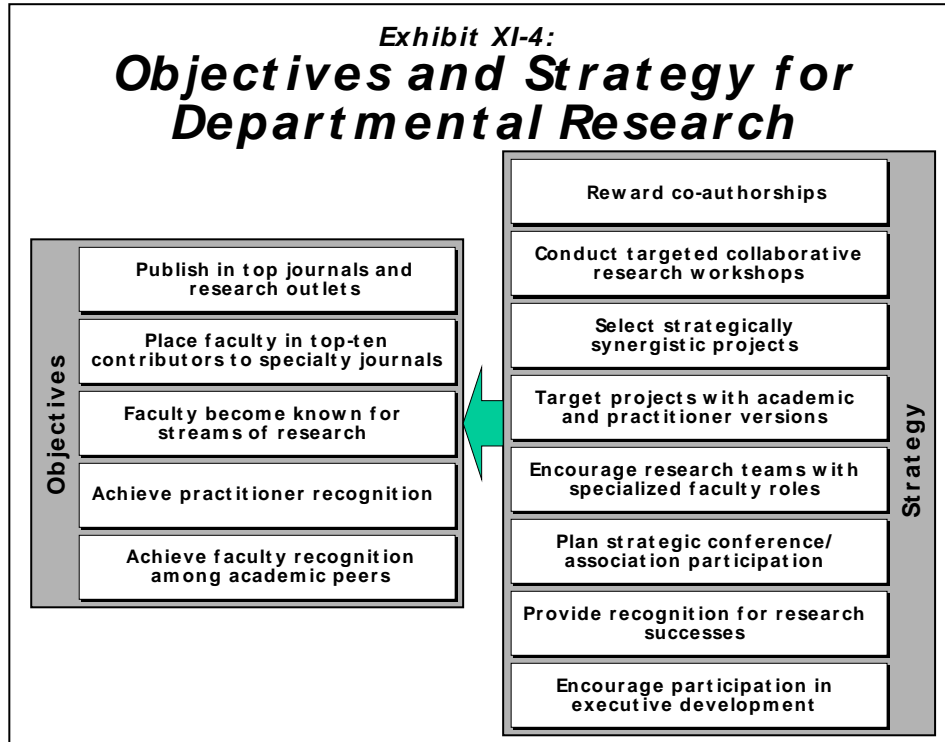 Exhibit XI-4:
Objectives and Strategy for
Departmental Research
Objectives
Publish in top journals and
research outlets
Place faculty in top-ten
contributors to specialty journals
Faculty become known for
streams of research
Achieve practitioner recognition
Achieve faculty recognition
among academic peers
Reward co-authorships
Conduct targeted collaborative
research workshops
Select strategically
synergistic projects
Target projects with academic
and practitioner versions
Encourage research teams with
specialized faculty roles
Plan strategic conference/
association participation
Provide recognition for research
successes
Encourage participation in
executive development
Strategy